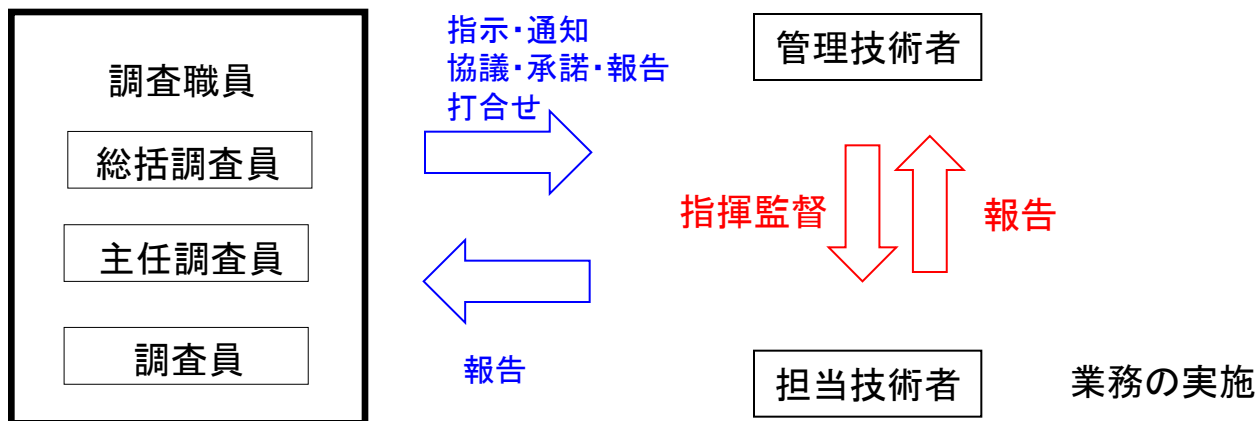 調査職員
総括調査員
主任調査員
調査員
指示・通知
協議・承諾・報告
打合せ
報告
管理技術者
指揮監督
報告
担当技術者
業務の実施